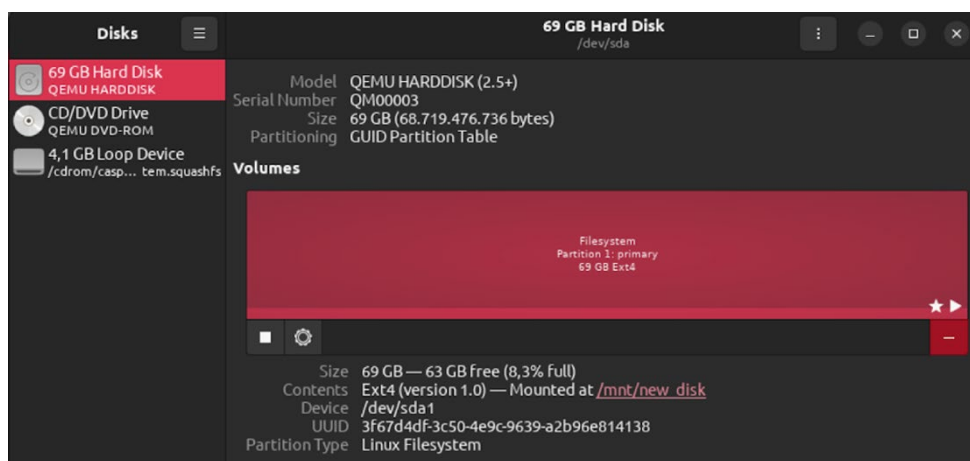 Disks
69 GB Hard Disk
/dev/sda
69 GB Hard Disk
QEMU HARDDISK
CD/DVD Drive
QEMU DVD-ROM
4,1 GB Loop Device
/cdrom/casp... tem.squashfs
Model QEMU HARDDISK (2.5+)
Serial Number QM00003
Size 69 GB (68.719.476.736 bytes)
Partitioning GUID Partition Table
Volumes
Filesystem
Partition 1: primary
69 GB Ext4
Size 69 GB — 63 GB free (8,3% full)
Contents Ext4 (version 1.0) — Mounted at /mnt/new_disk
Device /dev/sda1
UUID 3f67d4df-3c50-4e9c-9639-a2b96e814138
Partition Type Linux Filesystem